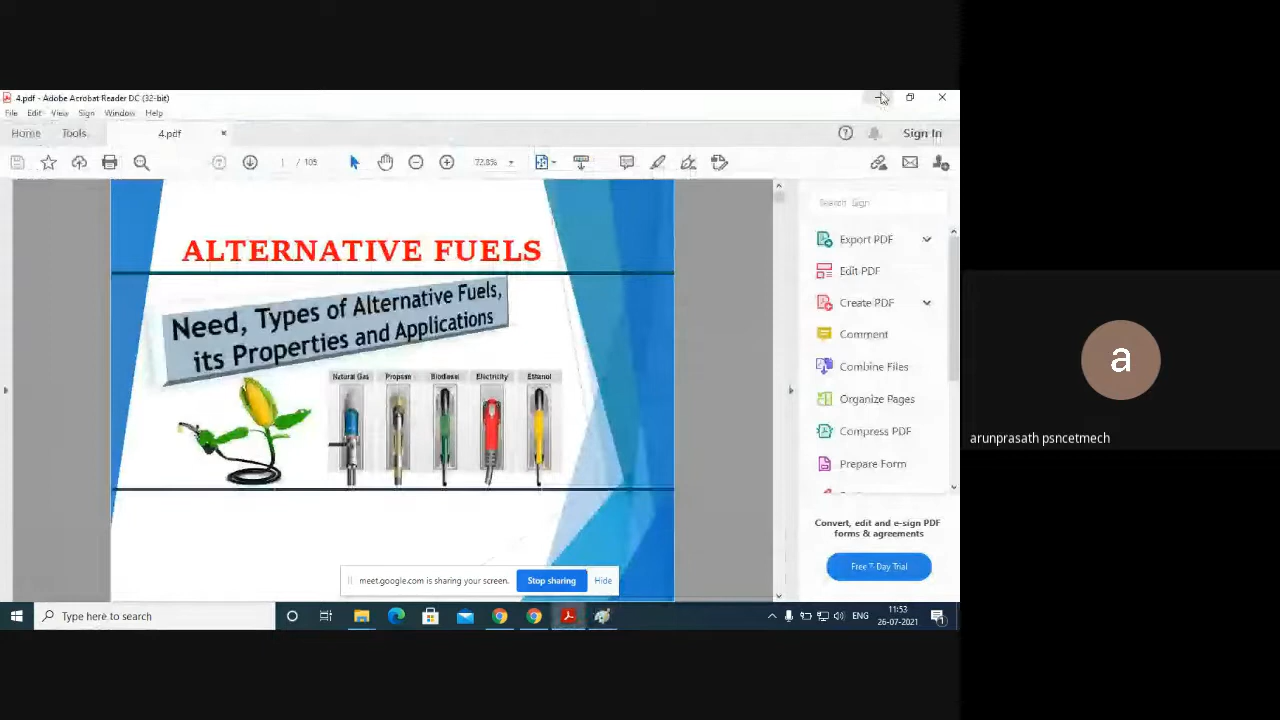 4.pdf - Adobe Acrobat Reader DC (32-bit)
File Edit View Sign Window Help
Home Tools 4.pdf × Sign In
1 / 105 72.8%
ALTERNATIVE FUELS
Need, Types of Alternative Fuels,
its Properties and Applications
Natural Gas Propane Biodiesel Electricity Ethanol
Search Sign
Export PDF
Edit PDF
Create PDF
Comment
Combine Files
Organize Pages
Compress PDF
Prepare Form
Convert, edit and e-sign PDF
forms & agreements
Free 7-Day Trial
meet.google.com is sharing your screen. Stop sharing Hide
Type here to search
ENG
11:53
26-07-2021
1
a
arunprasath psncetmech